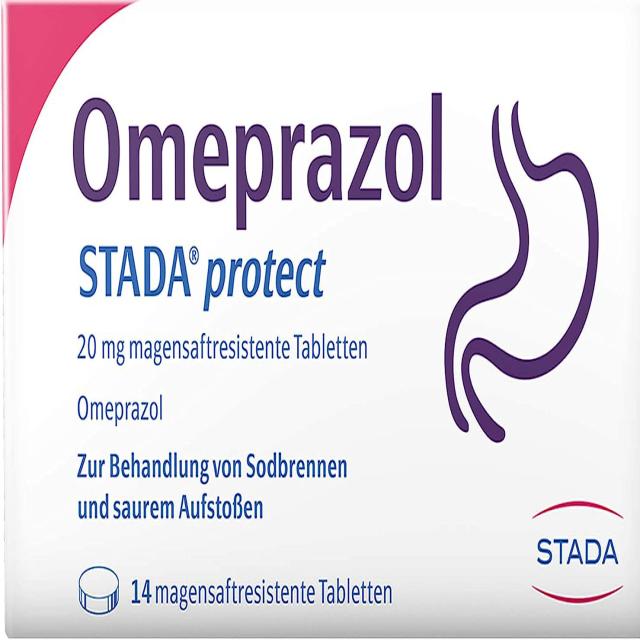 Omeprazol
STADA® protect
20 mg magensaftresistente Tabletten
Omeprazol
Zur Behandlung von Sodbrennen
und saurem Aufstoßen
STADA
14 magensaftresistente Tabletten